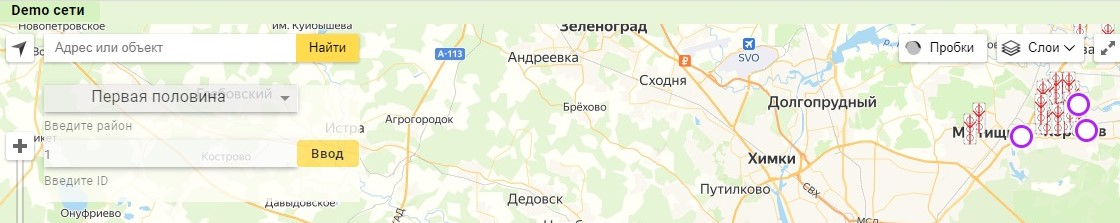 Demo сети
Новопетровское
им. Куйбышева
Зеленоград
Адрес или объект
Найти
А-113
Андреевка
SVO
Пробки
Слои
Сходня
Первая половина
Долгопрудный
Брёхово
Агрогородок
Введите район
Истра
1
Кострово
Ввод
Химки
Введите ID
Путилково
СВХ
Дедовск
Давыдовское
Онуфриево